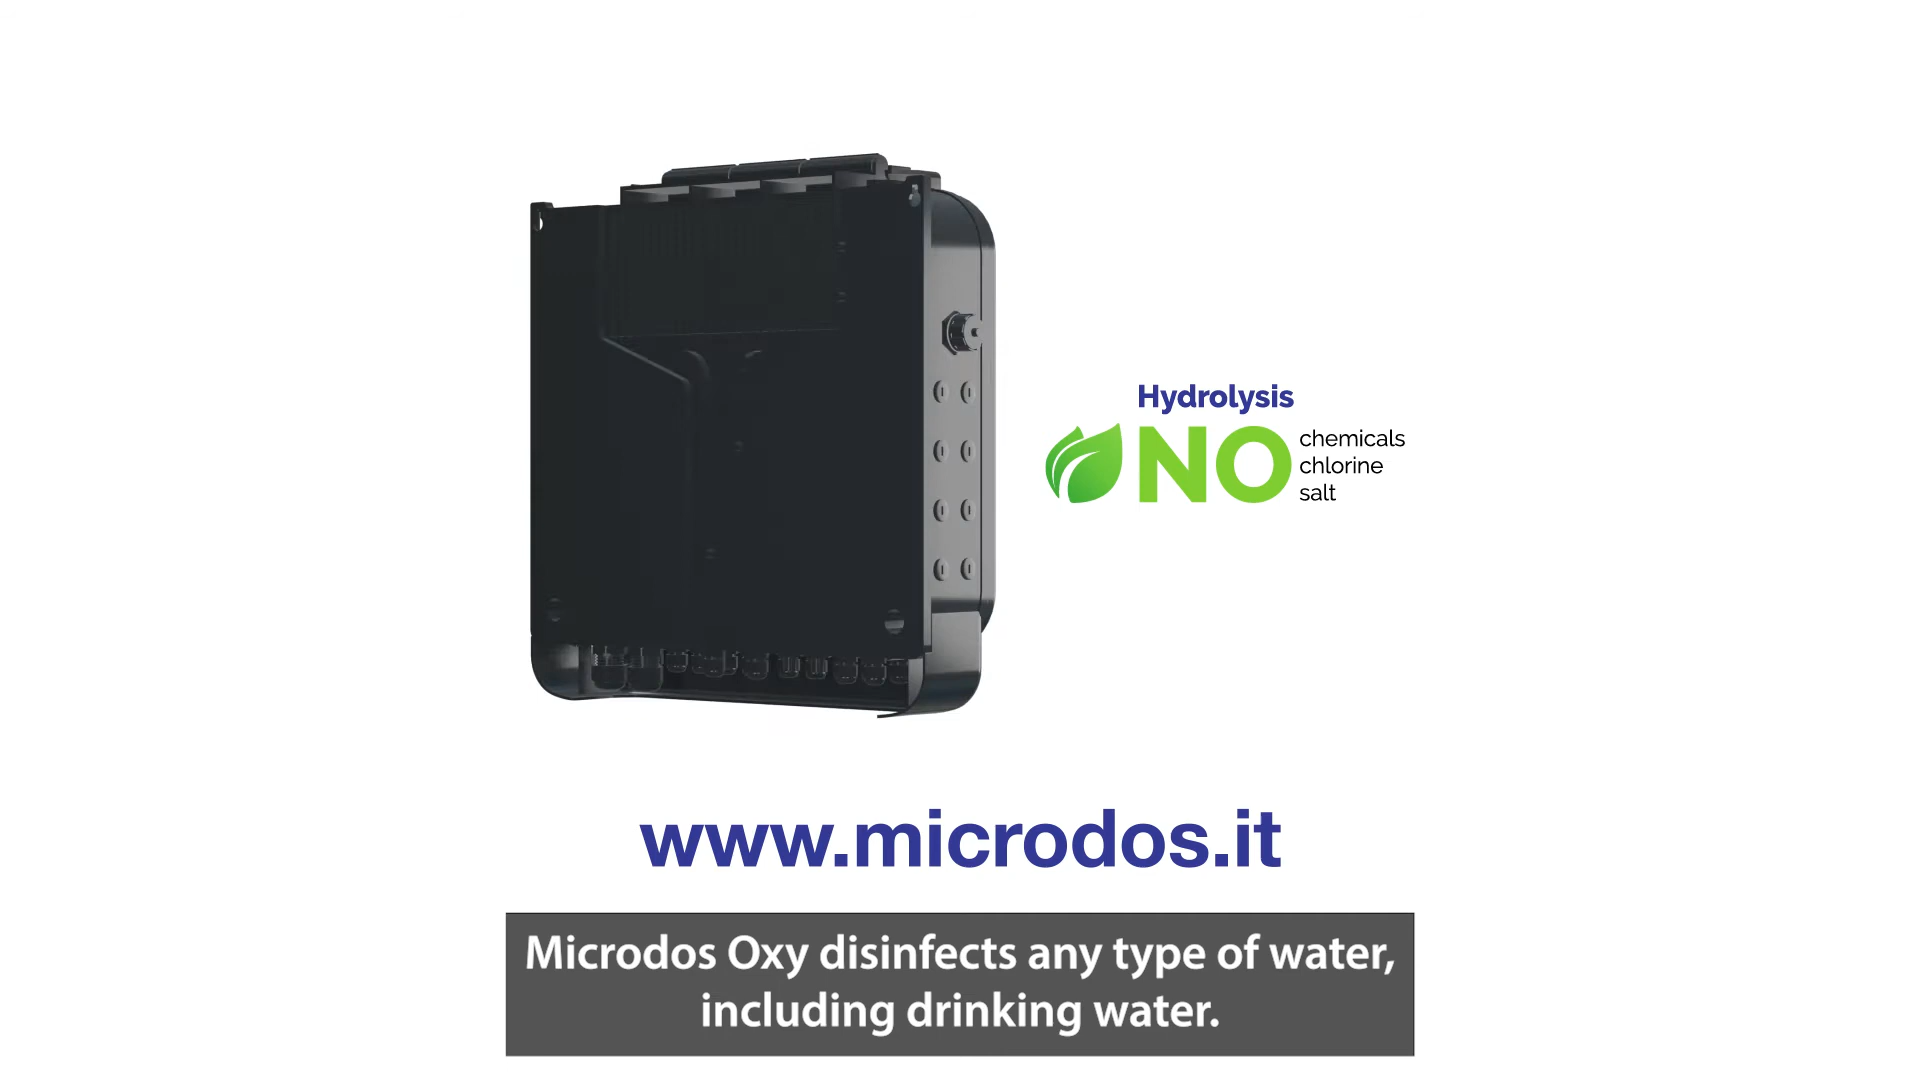 Hydrolysis
NO
chemicals
chlorine
salt
www.microdos.it
Microdos Oxy disinfects any type of water,
including drinking water.